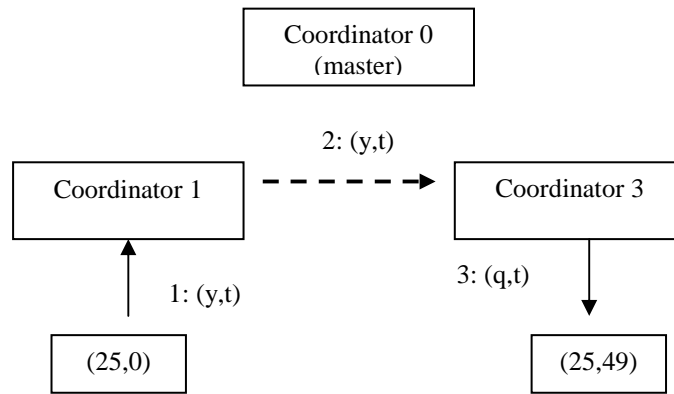 Coordinator 0
(master)
2: (y,t)
Coordinator 1
Coordinator 3
1: (y,t)
3: (q,t)
(25,0)
(25,49)